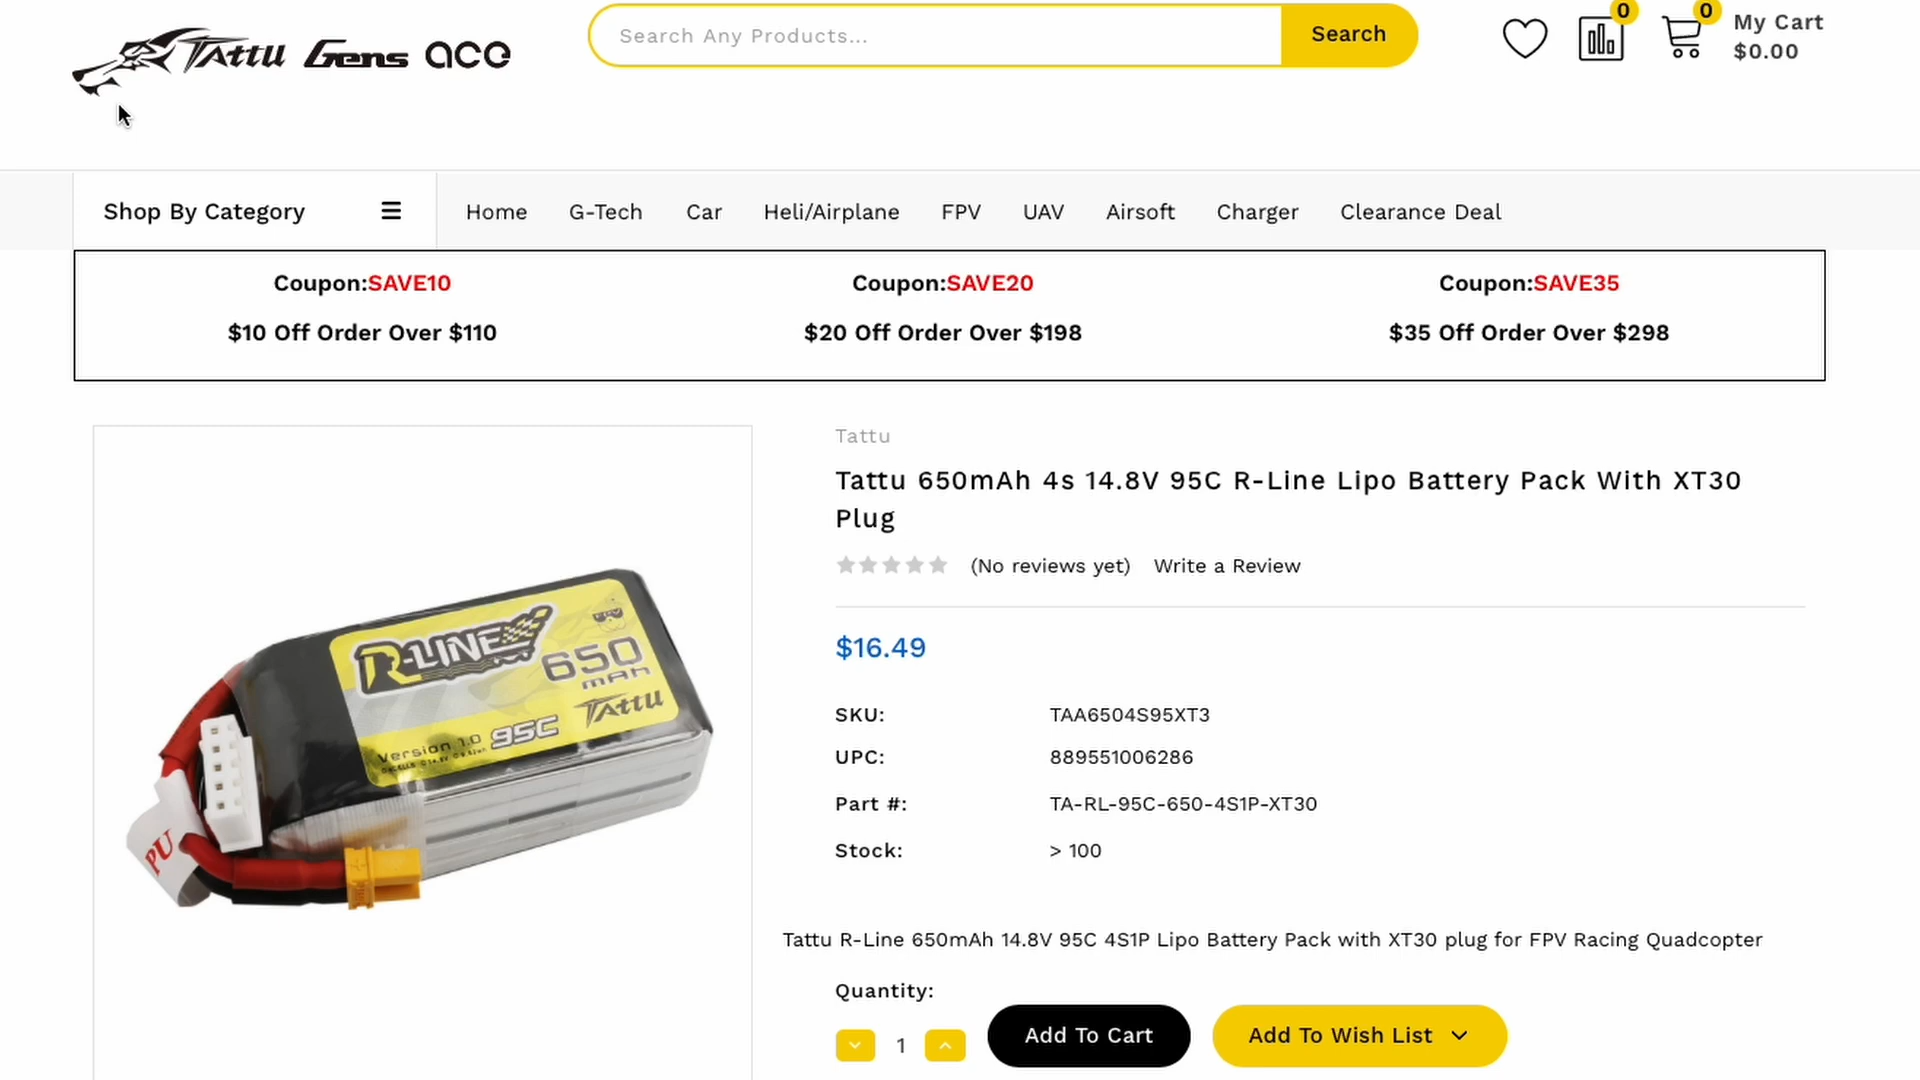 TATTU Gens ace
Search Any Products...
Search
0
0
My Cart
$0.00
Shop By Category
Home
G-Tech
Car
Heli/Airplane
FPV
UAV
Airsoft
Charger
Clearance Deal
Coupon:SAVE10
$10 Off Order Over $110
Coupon:SAVE20
$20 Off Order Over $198
Coupon:SAVE35
$35 Off Order Over $298
Tattu
Tattu 650mAh 4s 14.8V 95C R-Line Lipo Battery Pack With XT30
Plug
(No reviews yet)
Write a Review
$16.49
SKU: TAA6504S95XT3
UPC: 889551006286
Part #: TA-RL-95C-650-4S1P-XT30
Stock: > 100
R-LINE
FPV
650
mAh
TATTU
Version 1.0 95C
PU
Tattu R-Line 650mAh 14.8V 95C 4S1P Lipo Battery Pack with XT30 plug for FPV Racing Quadcopter
Quantity:
1
Add To Cart
Add To Wish List